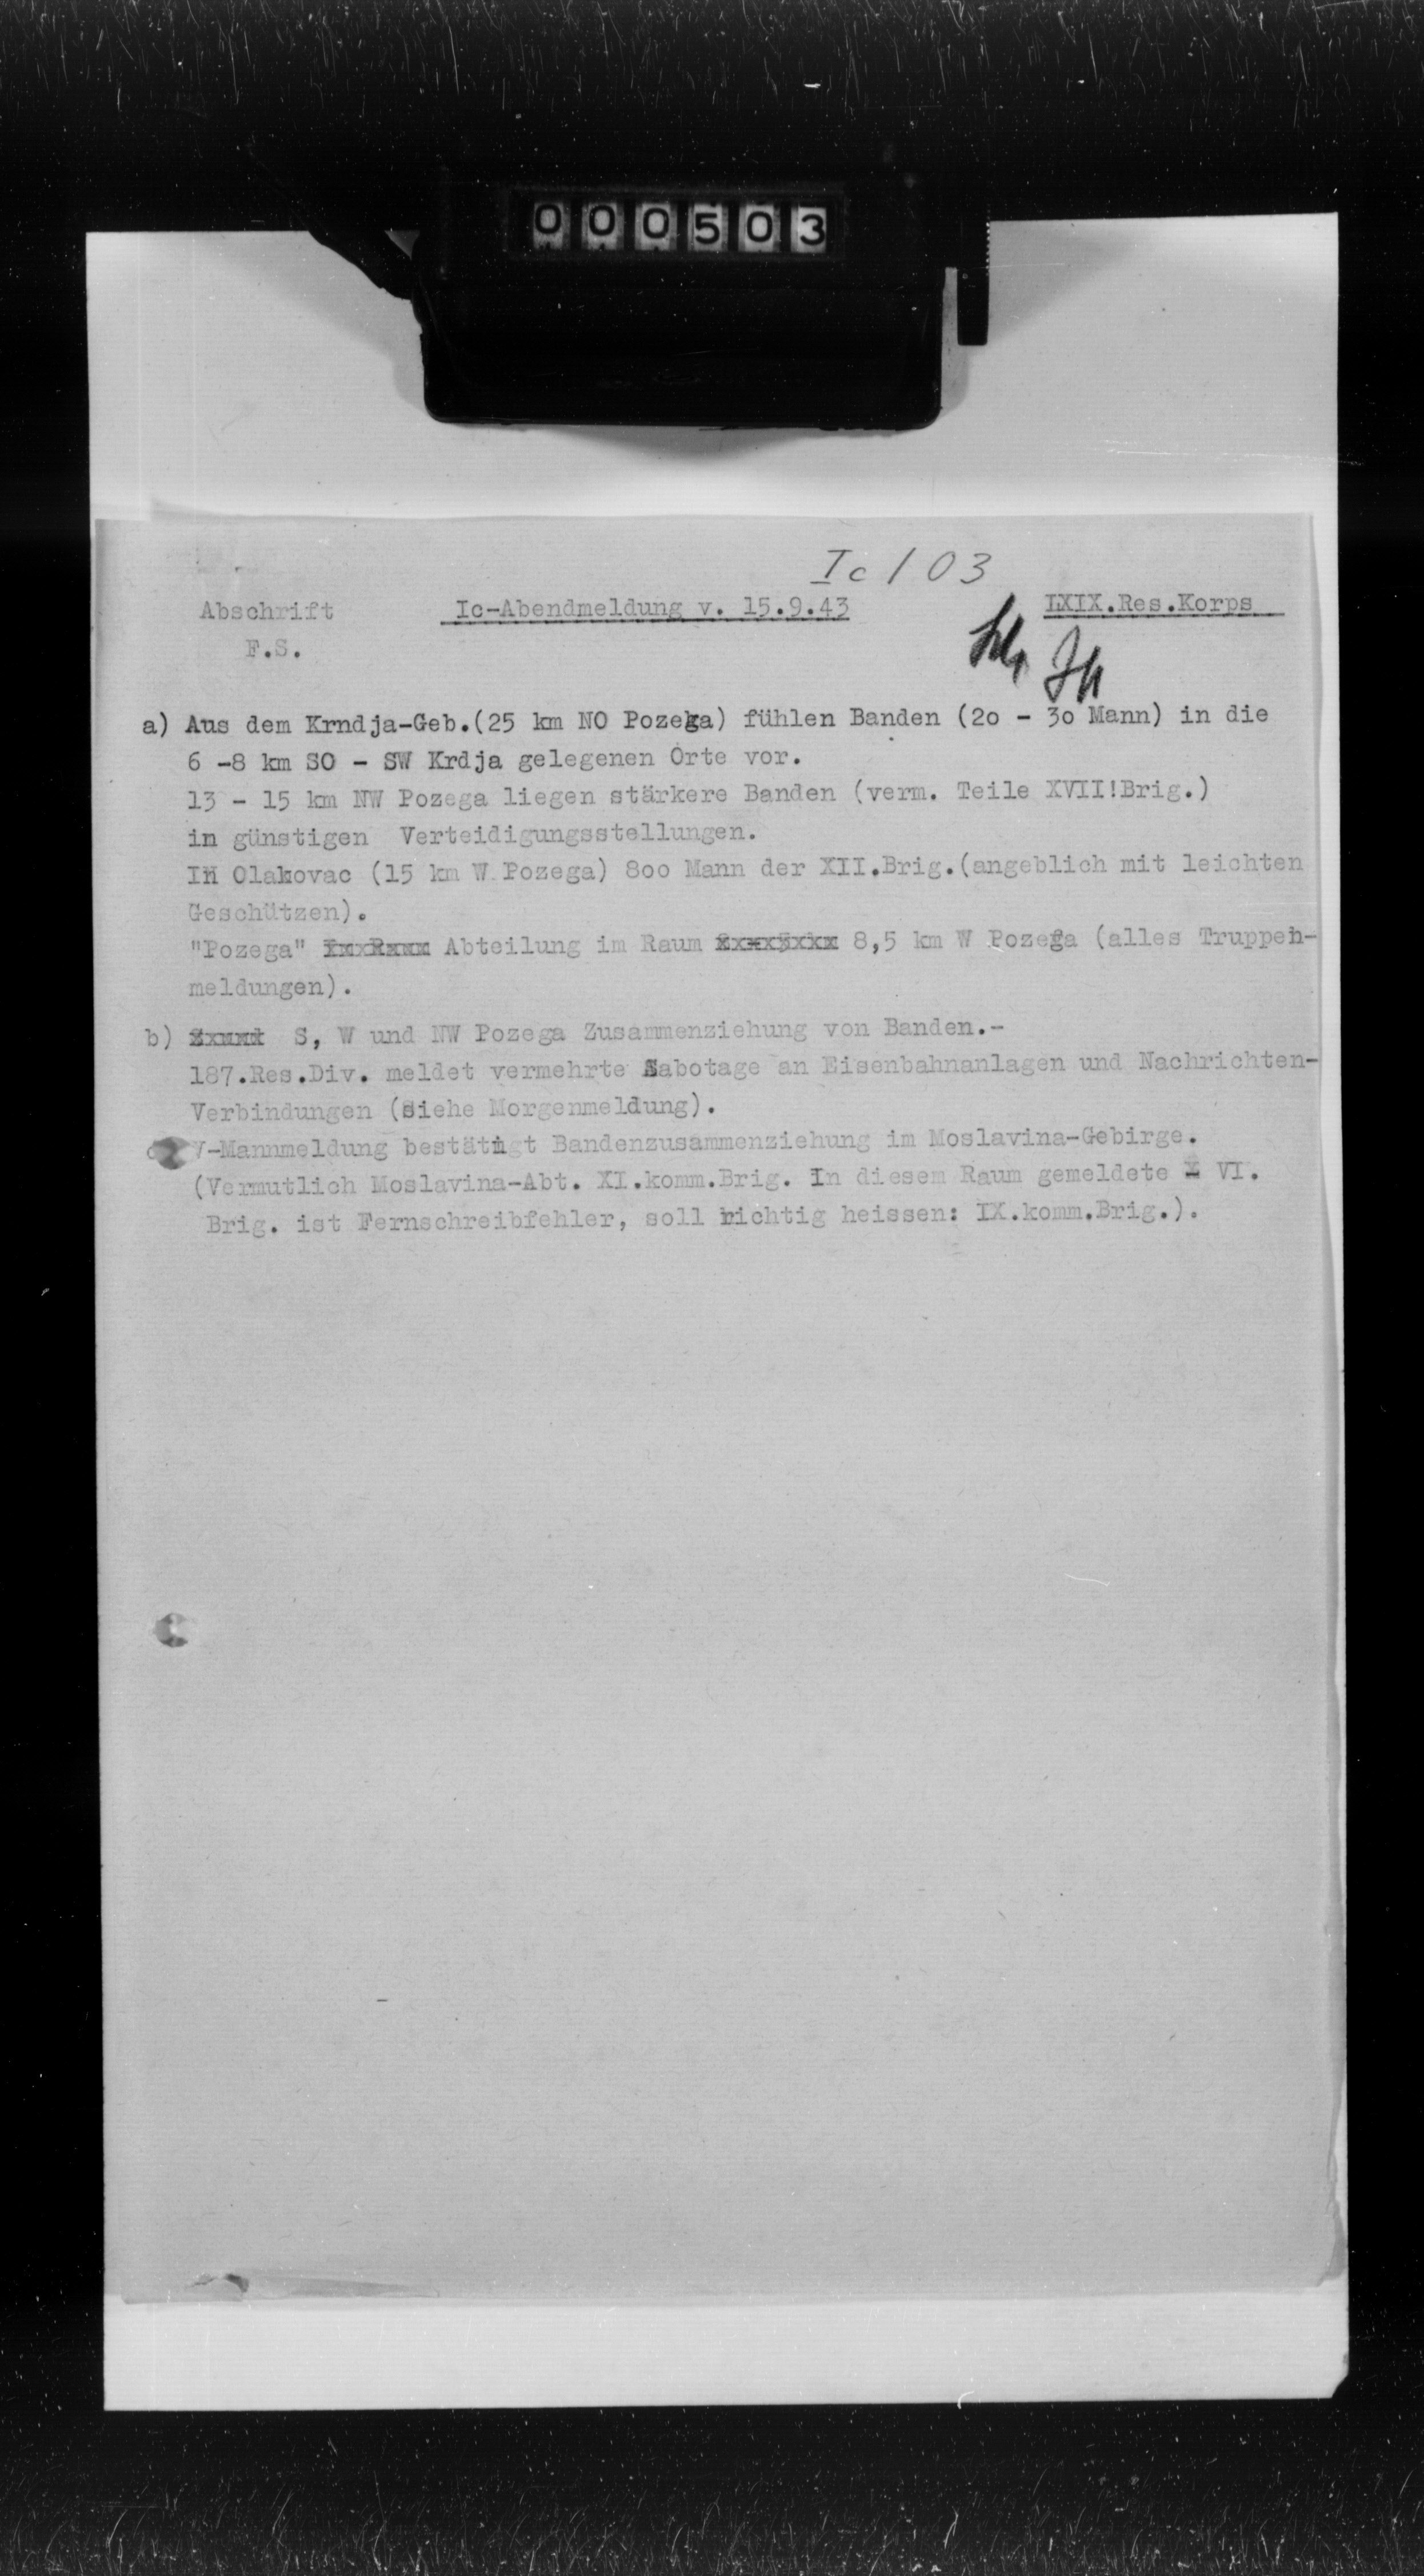 000503
Ic 103
Abschrift Ic-Abendmeldung v. 15.9.43 LXIX.Res.Korps
F.S.
a) Aus dem Krndja-Geb.(25 km NO Pozega) fühlen Banden (2o - 3o Mann) in die
6 -8 km SO - SW Krdja gelegenen Orte vor.
13 - 15 km NW Pozega liegen stärkere Banden (verm. Teile XVII!Brig.)
in günstigen Verteidigungsstellungen.
In Olakovac (15 km W Pozega) 8oo Mann der XII.Brig.(angeblich mit leichten
Geschützen).
"Pozega" Abteilung im Raum 8,5 km W Pozega (alles Truppen-
meldungen).
b) S, W und NW Pozega Zusammenziehung von Banden.-
187.Res.Div. meldet vermehrte Sabotage an Eisenbahnanlagen und Nachrichten-
Verbindungen (siehe Morgenmeldung).
V-Mannmeldung bestätigt Bandenzusammenziehung im Moslavina-Gebirge.
(Vermutlich Moslavina-Abt. XI.komm.Brig. In diesem Raum gemeldete VI.
Brig. ist Fernschreibfehler, soll richtig heissen: IX.komm.Brig.).